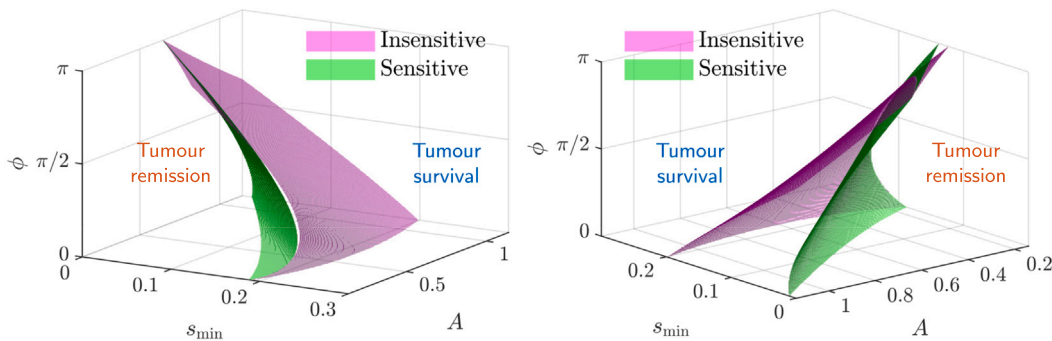 Insensitive
Sensitive
π
ϕ π/2
0
Tumour
remission
Tumour
survival
0
0.1
0.2
0.3
s_min
0.5
1
A
Insensitive
Sensitive
π
ϕ π/2
0
Tumour
survival
Tumour
remission
0.2
0.1
0
s_min
1
0.8
0.6
0.4
0.2
A